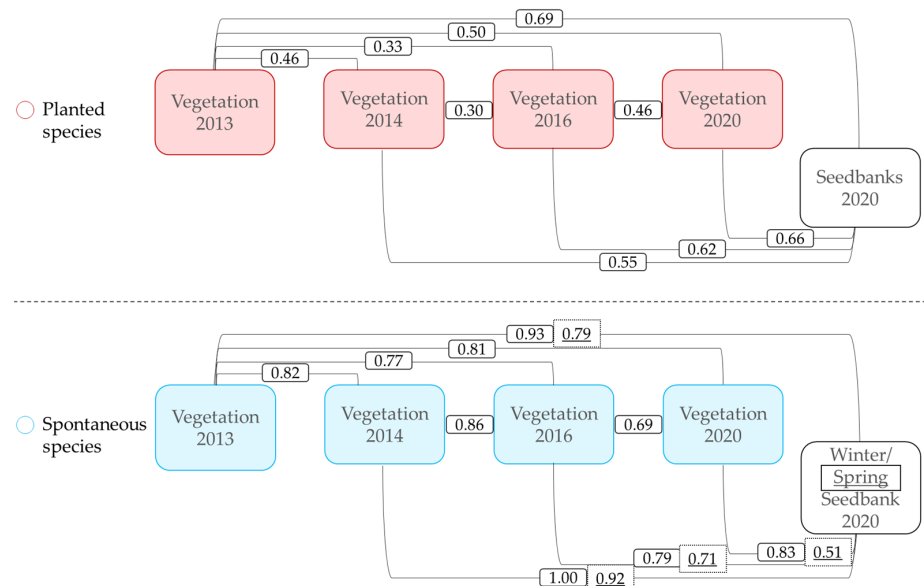 0.69
0.50
0.33
0.46
Planted
species
Vegetation
2013
Vegetation
2014
0.30
Vegetation
2016
0.46
Vegetation
2020
Seedbanks
2020
0.66
0.62
0.55
0.93 0.79
0.81
0.77
0.82
Spontaneous
species
Vegetation
2013
Vegetation
2014
0.86
Vegetation
2016
0.69
Vegetation
2020
Winter/
Spring
Seedbank
2020
0.83 0.51
0.79 0.71
1.00 0.92